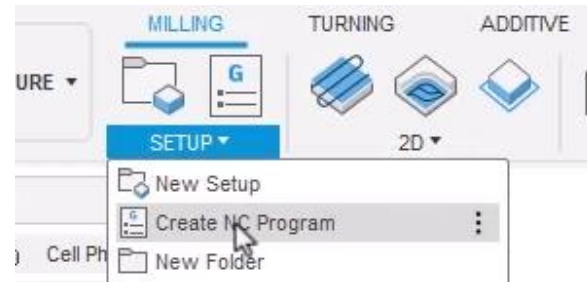 MILLING TURNING ADDITIVE
URE
G
SETUP 2D
New Setup
G Create NC Program
Cell Ph
New Folder